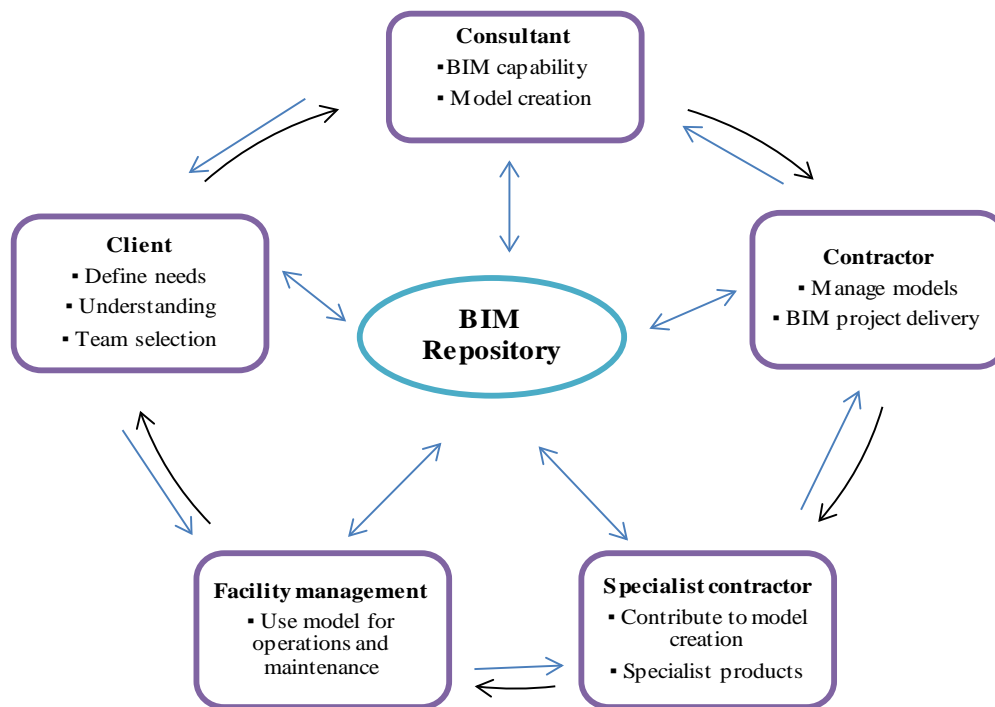 Consultant
▪BIM capability
▪ Model creation
Client
▪ Define needs
▪ Understanding
▪ Team selection
BIM
Repository
Contractor
▪ Manage models
▪ BIM project delivery
Facility management
▪ Use model for
operations and
maintenance
Specialist contractor
▪ Contribute to model
creation
▪ Specialist products